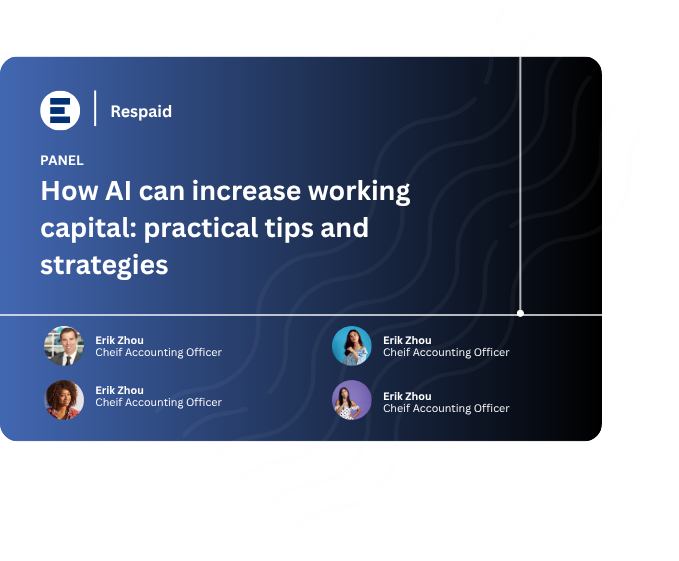 Respaid
PANEL
How AI can increase working
capital: practical tips and
strategies
Erik Zhou
Cheif Accounting Officer
Erik Zhou
Cheif Accounting Officer
Erik Zhou
Cheif Accounting Officer
Erik Zhou
Cheif Accounting Officer